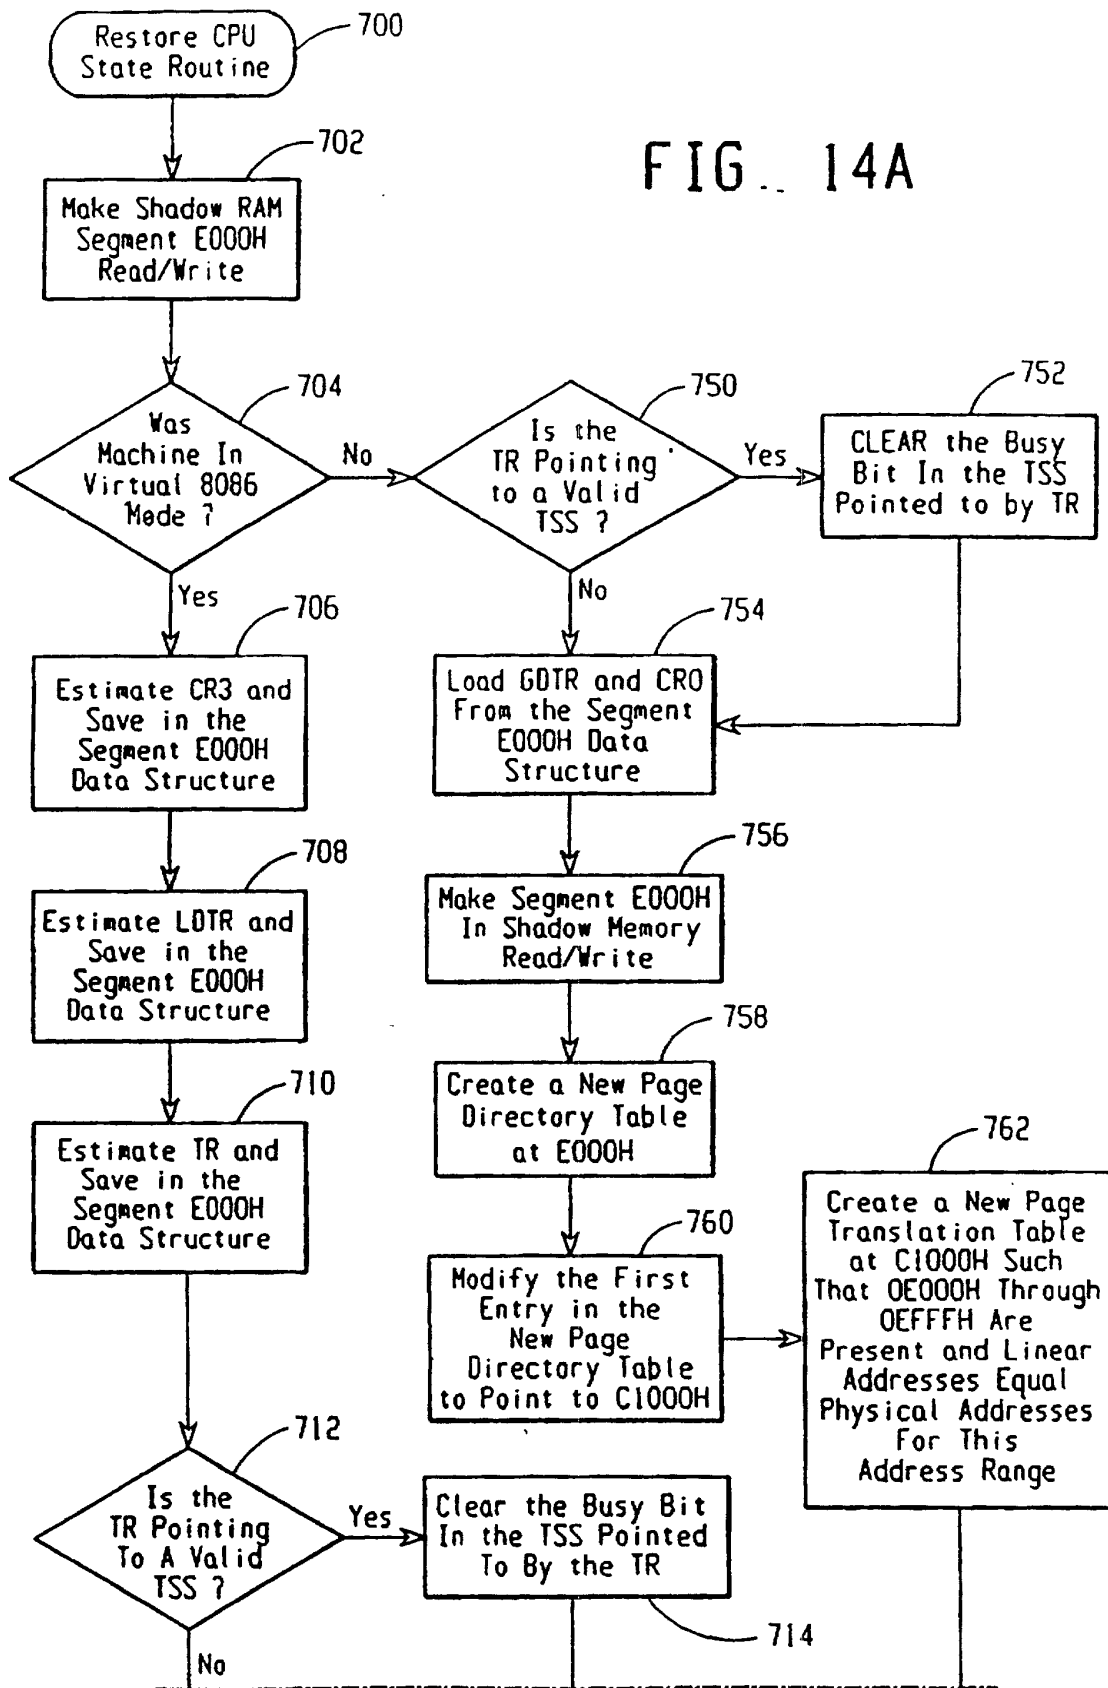 Restore CPU
State Routine
700
FIG. 14A
702
Make Shadow RAM
Segment E000H
Read/Write
704
Was
Machine In
Virtual 8086
Mode ?
No
Yes
750
Is the
TR Pointing
to a Valid
TSS ?
Yes
No
752
CLEAR the Busy
Bit In the TSS
Pointed to by TR
706
Estimate CR3 and
Save in the
Segment E000H
Data Structure
754
Load GDTR and CR0
From the Segment
E000H Data
Structure
708
Estimate LDTR and
Save in the
Segment E000H
Data Structure
756
Make Segment E000H
In Shadow Memory
Read/Write
710
Estimate TR and
Save in the
Segment E000H
Data Structure
758
Create a New Page
Directory Table
at E000H
760
Modify the First
Entry in the
New Page
Directory Table
to Point to C1000H
762
Create a New Page
Translation Table
at C1000H Such
That 0E000H Through
0EFFFH Are
Present and Linear
Addresses Equal
Physical Addresses
For This
Address Range
712
Is the
TR Pointing
To A Valid
TSS ?
Yes
No
Clear the Busy Bit
In the TSS Pointed
To By the TR
714